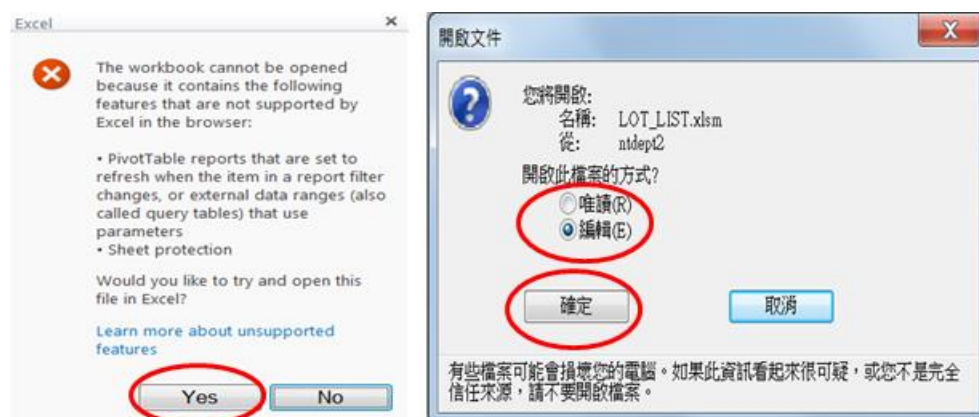 Excel
The workbook cannot be opened
because it contains the following
features that are not supported by
Excel in the browser:
• PivotTable reports that are set to
refresh when the item in a report filter
changes, or external data ranges (also
called query tables) that use
parameters
• Sheet protection
Would you like to try and open this
file in Excel?
Learn more about unsupported
features
Yes
No
開啟文件
您將開啟:
名稱: LOT_LIST.xlsm
從: ntdept2
開啟此檔案的方式?
唯讀(R)
編輯(E)
確定
取消
有些檔案可能會損壞您的電腦。如果此資訊看起來很可疑，或您不是完全
信任來源，請不要開啟檔案。